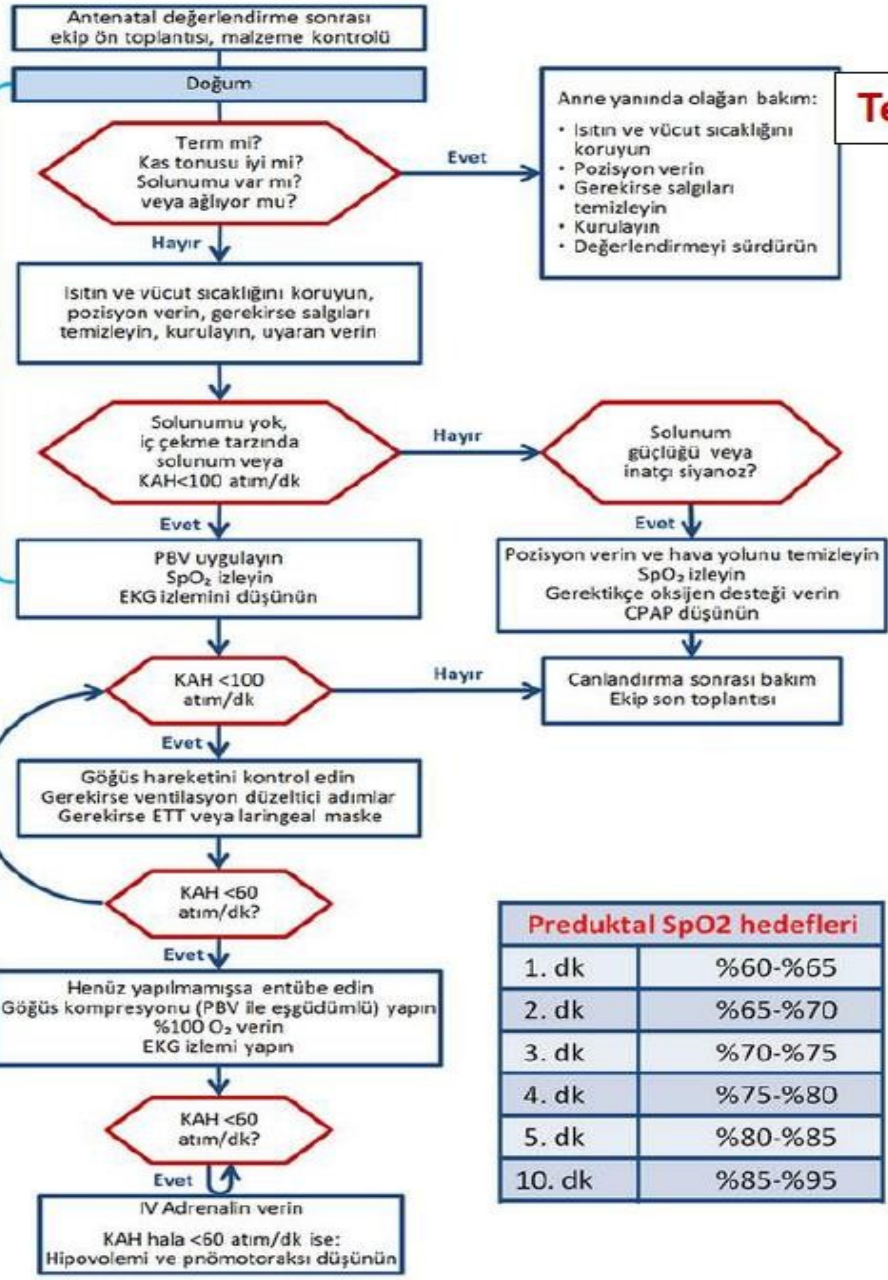 Antenatal değerlendirme sonrası
ekip ön toplantısı, malzeme kontrolü
Doğum
Term mi?
Kas tonusu iyi mi?
Solunumu var mı?
veya ağlıyor mu?
Evet
Anne yanında olağan bakım:
• Isıtın ve vücut sıcaklığını
koruyun
• Pozisyon verin
• Gerekirse salgıları
temizleyin
• Kurulayın
• Değerlendirmeyi sürdürün
Te
Hayır
Isıtın ve vücut sıcaklığını koruyun,
pozisyon verin, gerekirse salgıları
temizleyin, kurulayın, uyaran verin
Solunumu yok,
iç çekme tarzında
solunum veya
KAH<100 atım/dk
Hayır
Solunum
güçlüğü veya
inatçı siyanoz?
Evet
PBV uygulayın
SpO₂ izleyin
EKG izlemini düşünün
Evet
Pozisyon verin ve hava yolunu temizleyin
SpO₂ izleyin
Gerektikçe oksijen desteği verin
CPAP düşünün
KAH <100
atım/dk
Hayır
Canlandırma sonrası bakım
Ekip son toplantısı
Evet
Göğüs hareketini kontrol edin
Gerekirse ventilasyon düzeltici adımlar
Gerekirse ETT veya laringeal maske
KAH <60
atım/dk?
Evet
Henüz yapılmamışsa entübe edin
Göğüs kompresyonu (PBV ile eşgüdümlü) yapın
%100 O₂ verin
EKG izlemi yapın
KAH <60
atım/dk?
Evet
IV Adrenalin verin
KAH hala <60 atım/dk ise:
Hipovolemi ve pnömotoraksı düşünün
Preduktal SpO2 hedefleri
1. dk %60-%65
2. dk %65-%70
3. dk %70-%75
4. dk %75-%80
5. dk %80-%85
10. dk %85-%95